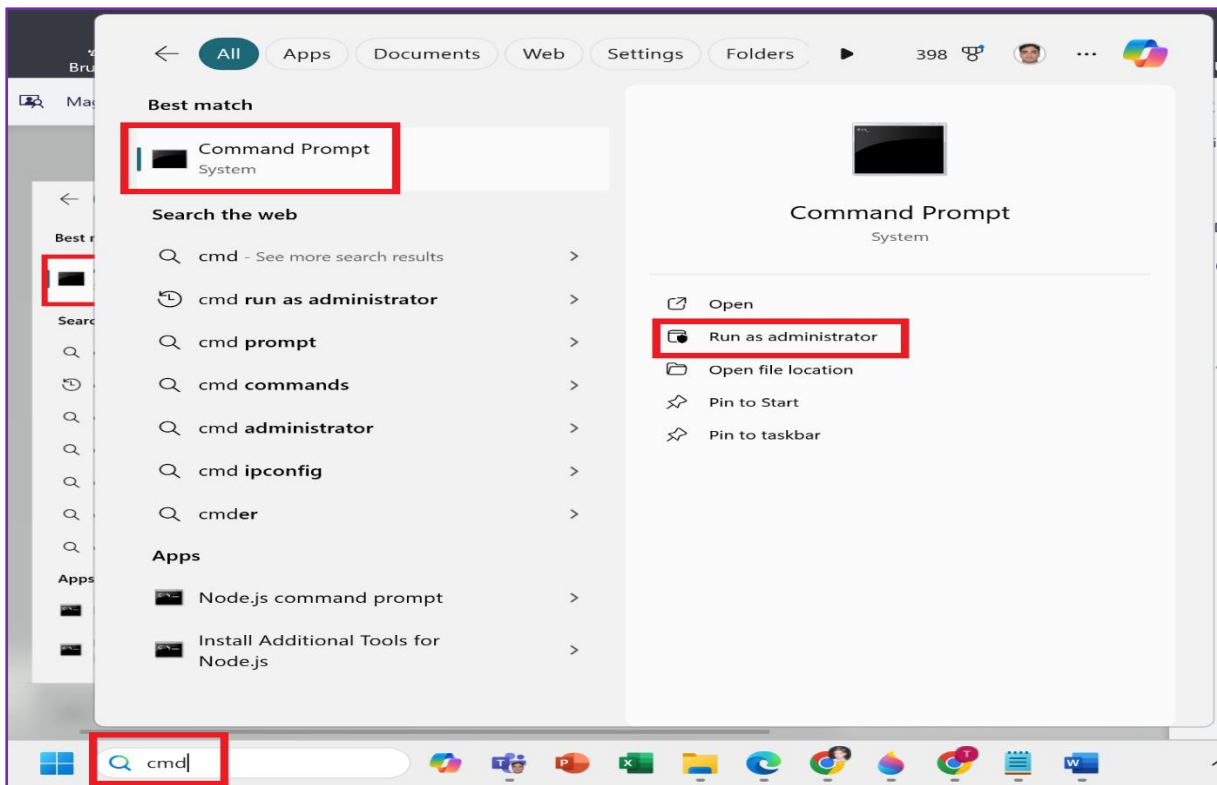 Bru
All Apps Documents Web Settings Folders 398 ...
Best match
Command Prompt
System
Search the web
cmd - See more search results
cmd run as administrator
cmd prompt
cmd commands
cmd administrator
cmd ipconfig
cmder
Apps
Node.js command prompt
Install Additional Tools for
Node.js
Command Prompt
System
Open
Run as administrator
Open file location
Pin to Start
Pin to taskbar
Apps
cmd